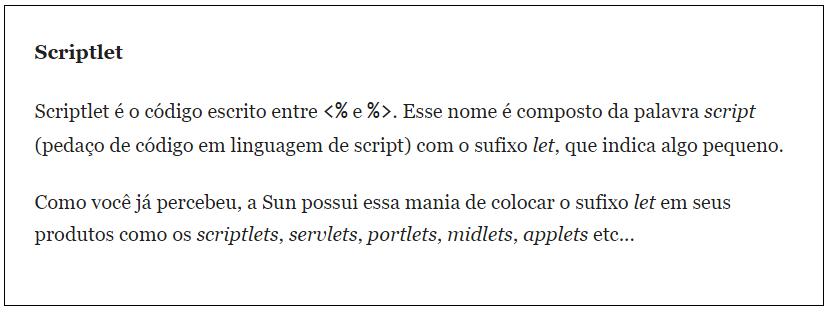 Scriptlet
Scriptlet é o código escrito entre <% e %>. Esse nome é composto da palavra script
(pedaço de código em linguagem de script) com o sufixo let, que indica algo pequeno.
Como você já percebeu, a Sun possui essa mania de colocar o sufixo let em seus
produtos como os scriptlets, servlets, portlets, midlets, applets etc...